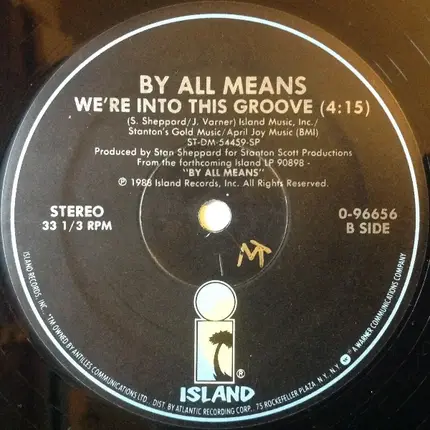 BY ALL MEANS
WE'RE INTO THIS GROOVE (4:15)
(S. Sheppard/J. Varner) Island Music, Inc./
Stanton's Gold Music/April Joy Music (BMI)
ST-DM-54459-SP
Produced by Stan Sheppard for Stanton Scott Productions
From the forthcoming Island LP 90898 -
"BY ALL MEANS"
℗ 1988 Island Records, Inc. All Rights Reserved.
STEREO
33 1/3 RPM
0-96656
B SIDE
i
®
ISLAND
ISLAND RECORDS, INC. *TM OWNED BY ANTILLES COMMUNICATIONS LTD. DIST. BY ATLANTIC RECORDING CORP., 75 ROCKEFELLER PLAZA, N.Y., N.Y. A WARNER COMMUNICATIONS COMPANY